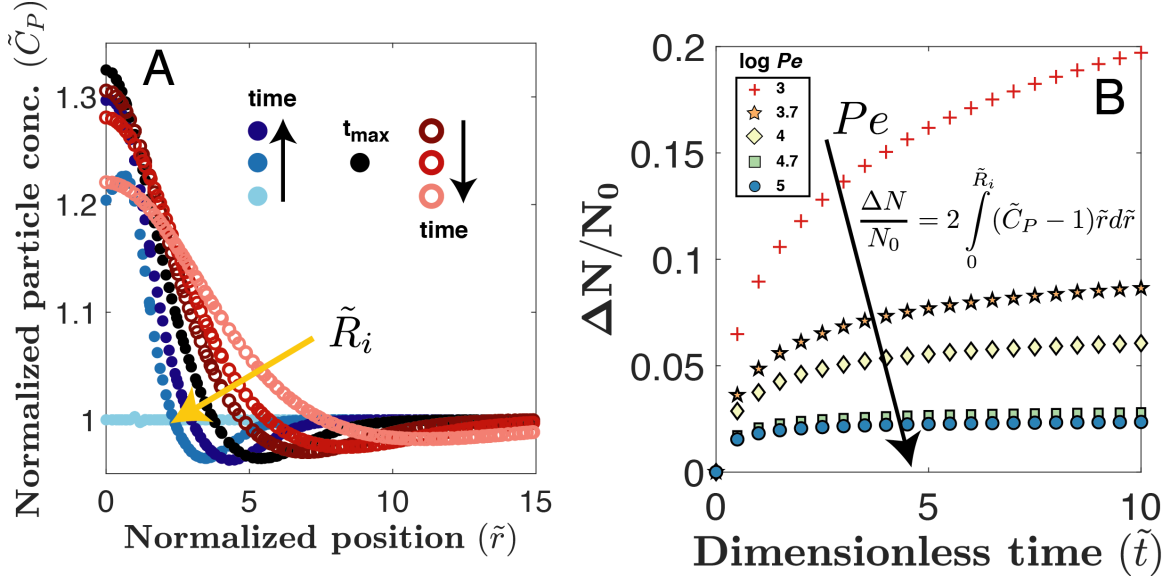 A
Normalized particle conc. (C̃_P)
1.3
1.2
1.1
1
time
t_max
time
R̃_i
0
5
10
15
Normalized position (r̃)
B
0.2
0.15
0.1
0.05
0
log Pe
3
3.7
4
4.7
5
Pe
ΔN/N_0 = 2 ∫_0^{R̃_i} (C̃_P − 1)r̃dr̃
ΔN/N_0
0
5
10
Dimensionless time (t̃)